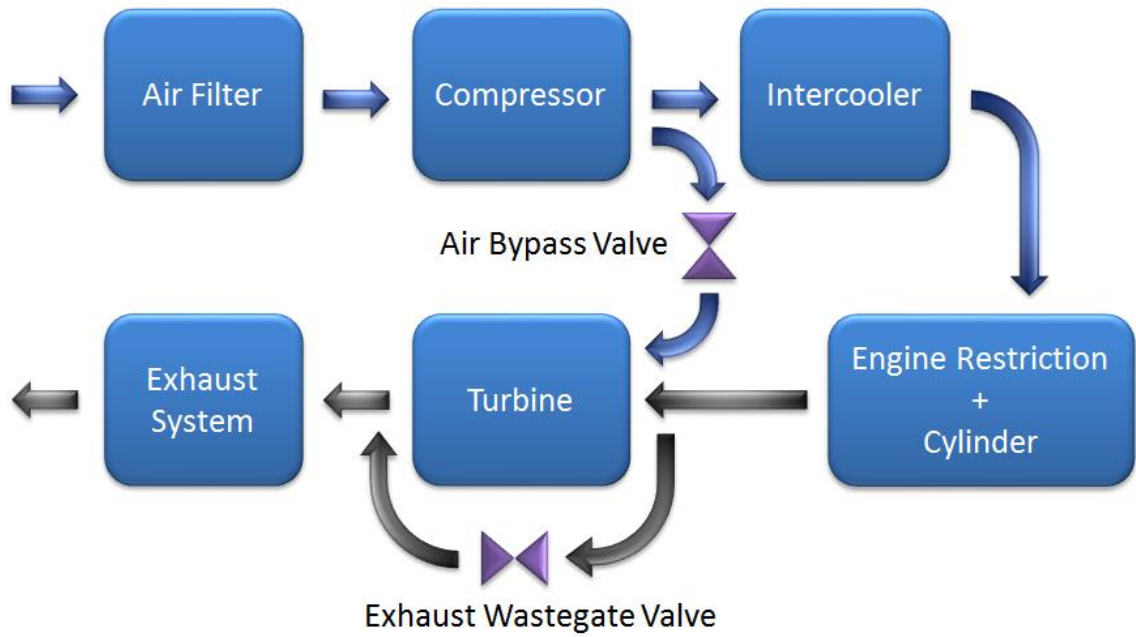 Air Filter
Compressor
Intercooler
Air Bypass Valve
Exhaust
System
Turbine
Engine Restriction
+
Cylinder
Exhaust Wastegate Valve